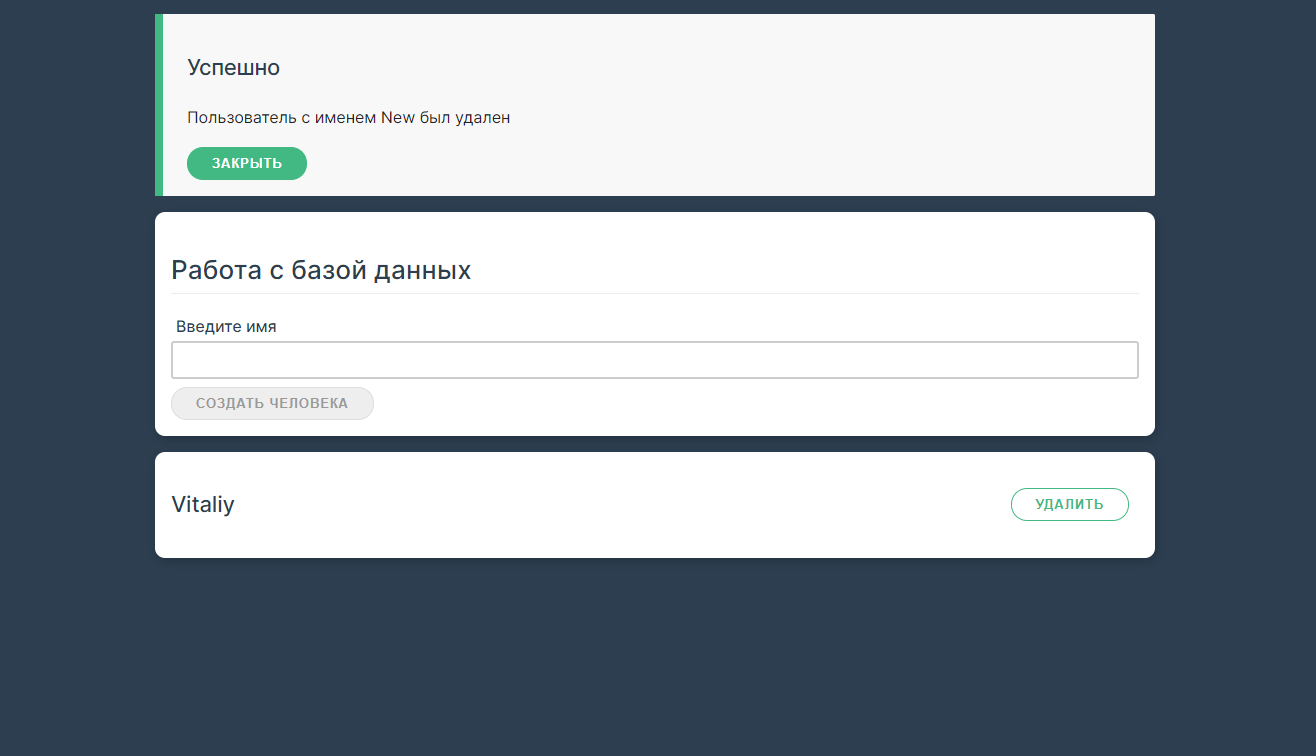 Успешно
Пользователь с именем New был удален
ЗАКРЫТЬ
Работа с базой данных
Введите имя
СОЗДАТЬ ЧЕЛОВЕКА
Vitaliy
УДАЛИТЬ